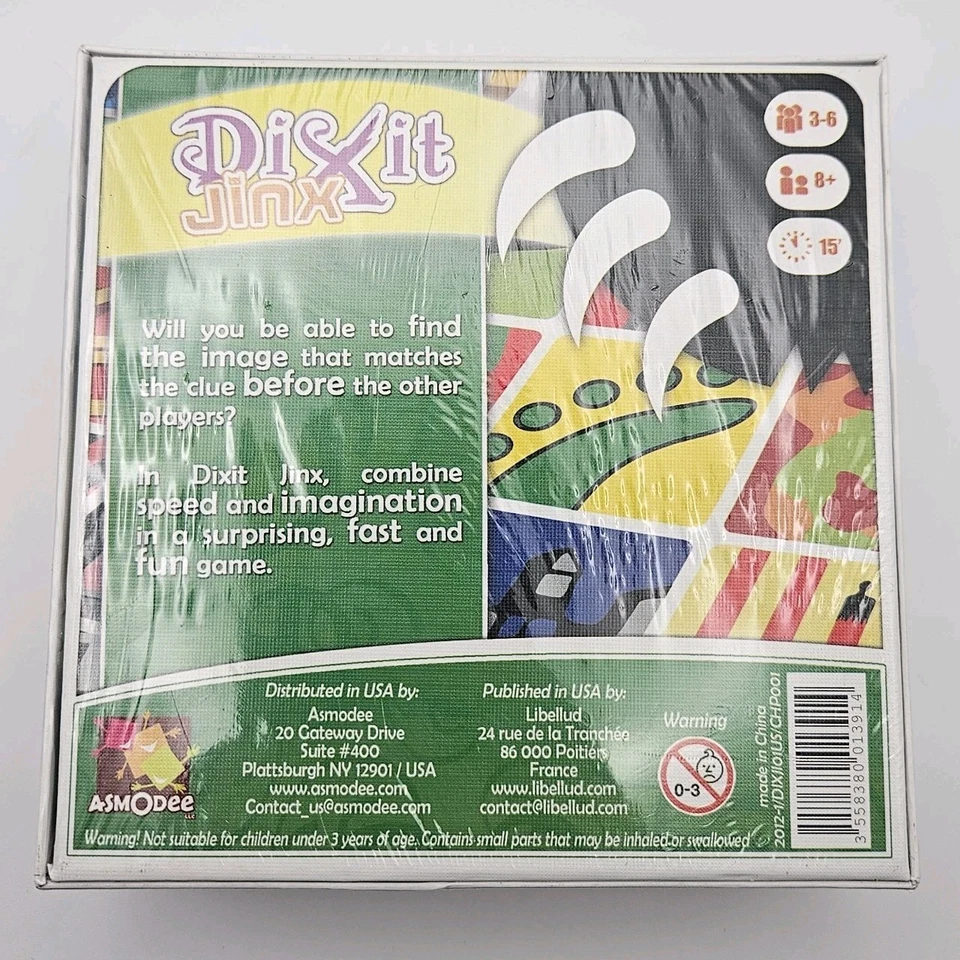 DiXit
Jinx
3-6
8+
15'
Will you be able to find
the image that matches
the clue before the other
players?
In Dixit Jinx, combine
speed and imagination
in a surprising, fast and
fun game.
Distributed in USA by:
Asmodee
20 Gateway Drive
Suite #400
Plattsburgh NY 12901 / USA
www.asmodee.com
Contact_us@asmodee.com
Published in USA by:
Libellud
24 rue de la Tranchée
86 000 Poitiers
France
www.libellud.com
contact@libellud.com
Warning
0-3
made in China
2012-1/DIXJI01US/CHP001
3 558380 013914
ASMODee
LLC
Warning! Not suitable for children under 3 years of age. Contains small parts that may be inhaled or swallowed